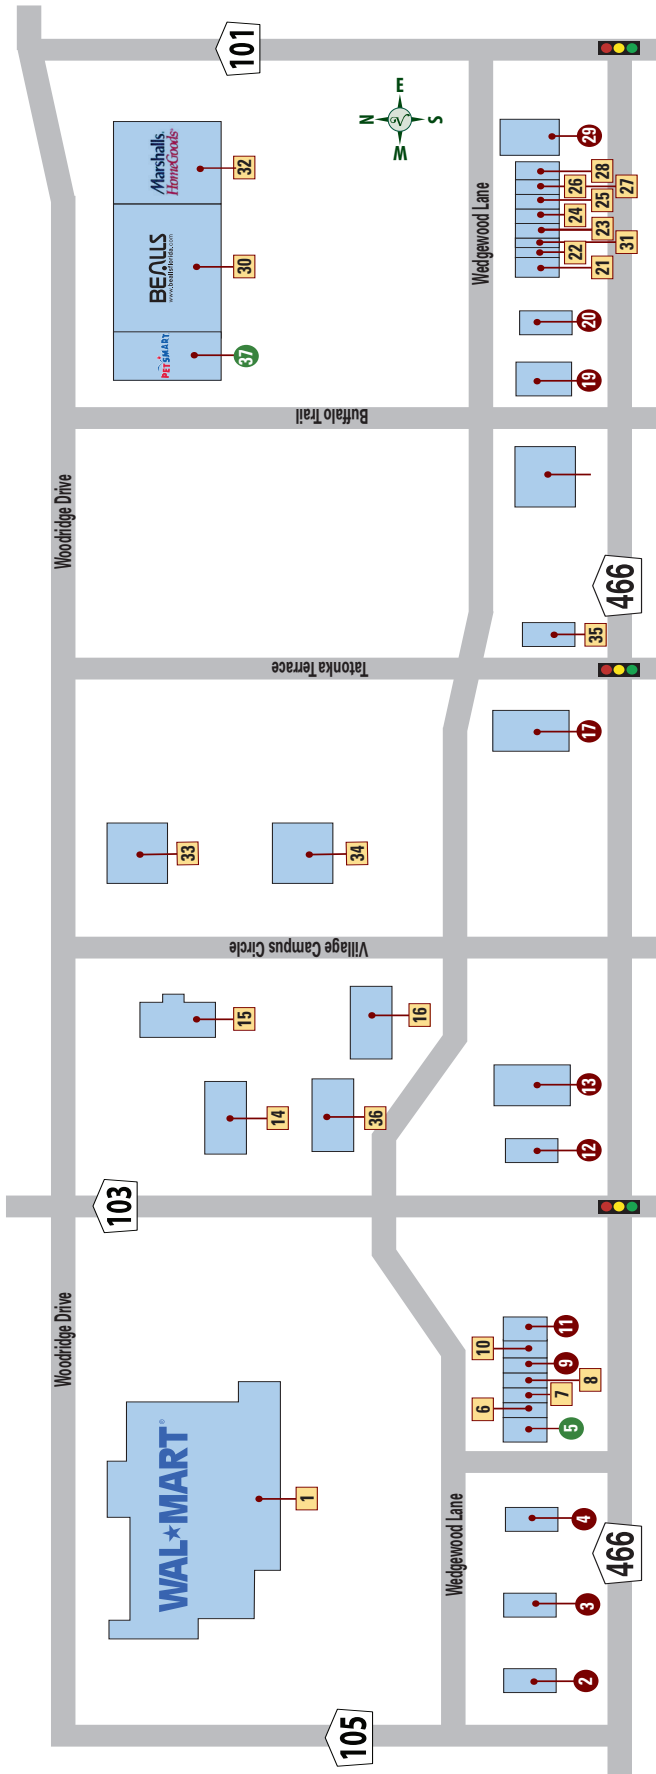 Woodridge Drive
Woodridge Drive
101
103
105
466
466
Wedgewood Lane
Wedgewood Lane
Buffalo Trail
Tatonka Terrace
Village Campus Circle
N
E
S
W
Marshalls
HomeGoods
32
BEALLS
www.beallsflorida.com
30
PETSMART
37
29
28
27
26
25
24
23
31
22
21
20
19
35
17
33
34
15
16
14
36
13
12
WAL★MART®
1
11
10
9
8
7
6
5
4
3
2